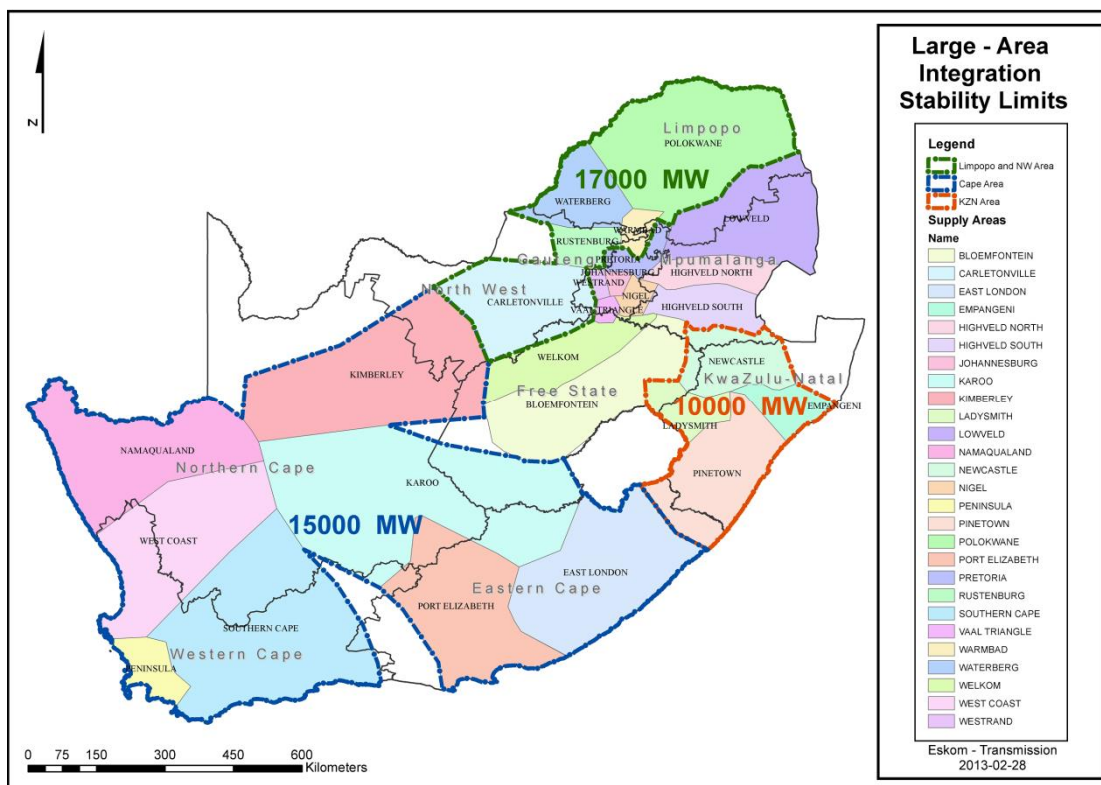 Large - Area
Integration
Stability Limits
Legend
Limpopo and NW Area
Cape Area
KZN Area
Supply Areas
Name
BLOEMFONTEIN
CARLETONVILLE
EAST LONDON
EMPANGENI
HIGHVELD NORTH
HIGHVELD SOUTH
JOHANNESBURG
KAROO
KIMBERLEY
LADYSMITH
LOWVELD
NAMAQUALAND
NEWCASTLE
NIGEL
PENINSULA
PINETOWN
POLOKWANE
PORT ELIZABETH
PRETORIA
RUSTENBURG
SOUTHERN CAPE
VAAL TRIANGLE
WARMBAD
WATERBERG
WELKOM
WEST COAST
WESTRAND
Eskom - Transmission
2013-02-28
N
Limpopo
POLOKWANE
17000 MW
WATERBERG
WARMBAD
LOWVELD
RUSTENBURG
Gauteng
PRETORIA
Mpumalanga
JOHANNESBURG
HIGHVELD NORTH
WESTRAND
North West
CARLETONVILLE
NIGEL
VAAL TRIANGLE
HIGHVELD SOUTH
WELKOM
NEWCASTLE
KIMBERLEY
KwaZulu-Natal
Free State
BLOEMFONTEIN
10000 MW
EMPANGENI
LADYSMITH
NAMAQUALAND
Northern Cape
KAROO
PINETOWN
15000 MW
WEST COAST
EAST LONDON
Eastern Cape
PORT ELIZABETH
SOUTHERN CAPE
Western Cape
PENINSULA
0 75 150 300 450 600
Kilometers